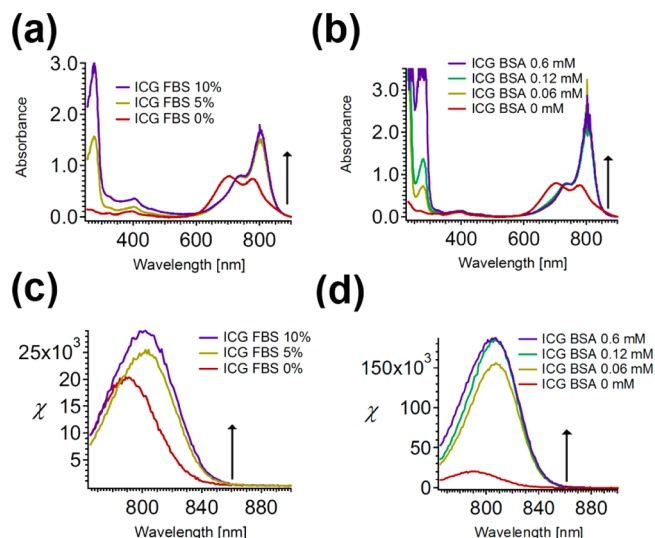 (a)
3.0
2.0
1.0
0.0
Absorbance
ICG FBS 10%
ICG FBS 5%
ICG FBS 0%
400
600
800
Wavelength [nm]
(b)
3.0
2.0
1.0
0.0
Absorbance
ICG BSA 0.6 mM
ICG BSA 0.12 mM
ICG BSA 0.06 mM
ICG BSA 0 mM
400
600
800
Wavelength [nm]
(c)
25x10³
20
15
10
5
χ
ICG FBS 10%
ICG FBS 5%
ICG FBS 0%
800
840
880
Wavelength [nm]
(d)
150x10³
100
50
0
χ
ICG BSA 0.6 mM
ICG BSA 0.12 mM
ICG BSA 0.06 mM
ICG BSA 0 mM
800
840
880
Wavelength [nm]